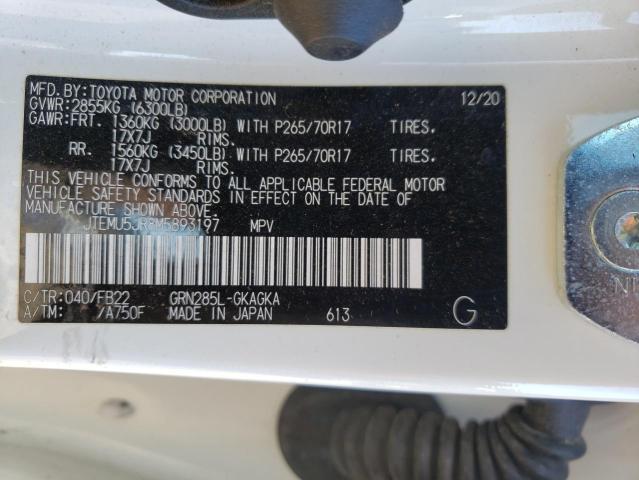 MFD.BY:TOYOTA MOTOR CORPORATION 12/20
GVWR:2855KG (6300LB)
GAWR:FRT. 1360KG (3000LB) WITH P265/70R17 TIRES.
17X7J RIMS.
RR. 1560KG (3450LB) WITH P265/70R17 TIRES.
17X7J RIMS.
THIS VEHICLE CONFORMS TO ALL APPLICABLE FEDERAL MOTOR
VEHICLE SAFETY STANDARDS IN EFFECT ON THE DATE OF
MANUFACTURE SHOWN ABOVE.
JTEMU5JR8M5893197 MPV
C/TR:040/FB22 GRN285L-GKAGKA
A/TM: /A750F MADE IN JAPAN 613 G